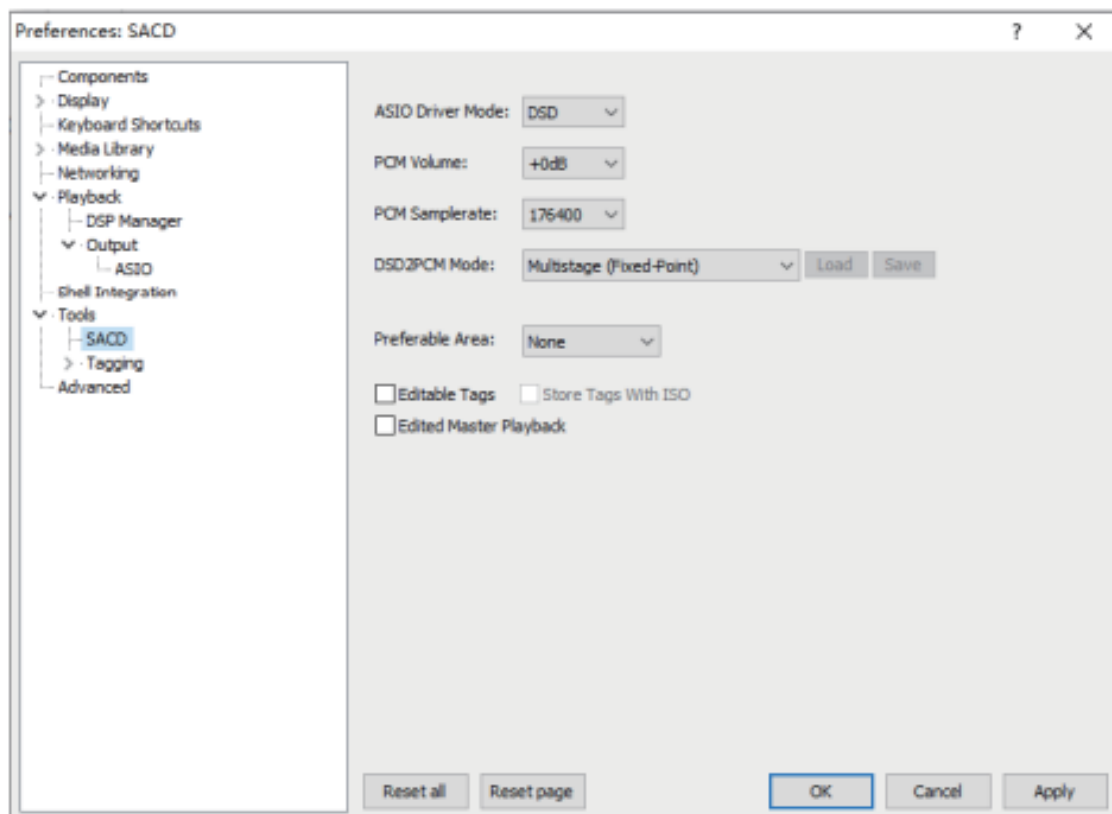 Preferences: SACD
?
Components
Display
Keyboard Shortcuts
Media Library
Networking
Playback
DSP Manager
Output
ASIO
Shell Integration
Tools
SACD
Tagging
Advanced
ASIO Driver Mode: DSD
PCM Volume: +0dB
PCM Samplerate: 176400
DSD2PCM Mode: Multistage (Fixed-Point) Load Save
Preferable Area: None
Editable Tags Store Tags With ISO
Edited Master Playback
Reset all Reset page OK Cancel Apply